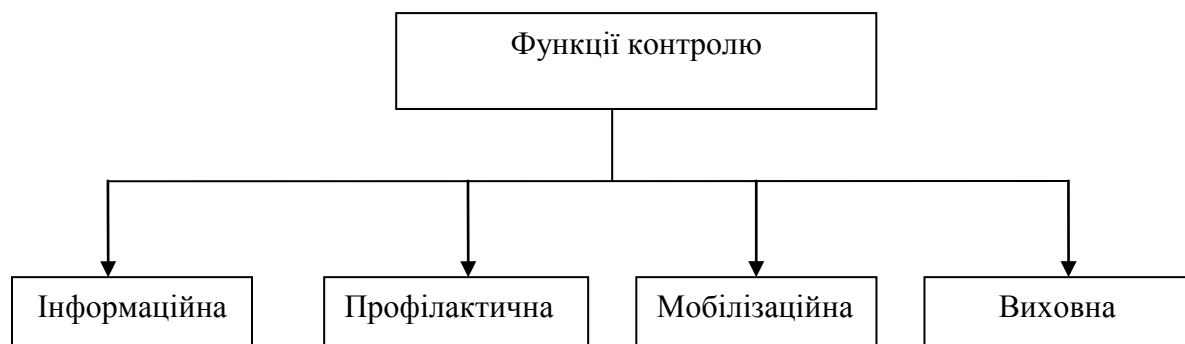 Функції контролю
Інформаційна
Профілактична
Мобілізаційна
Виховна